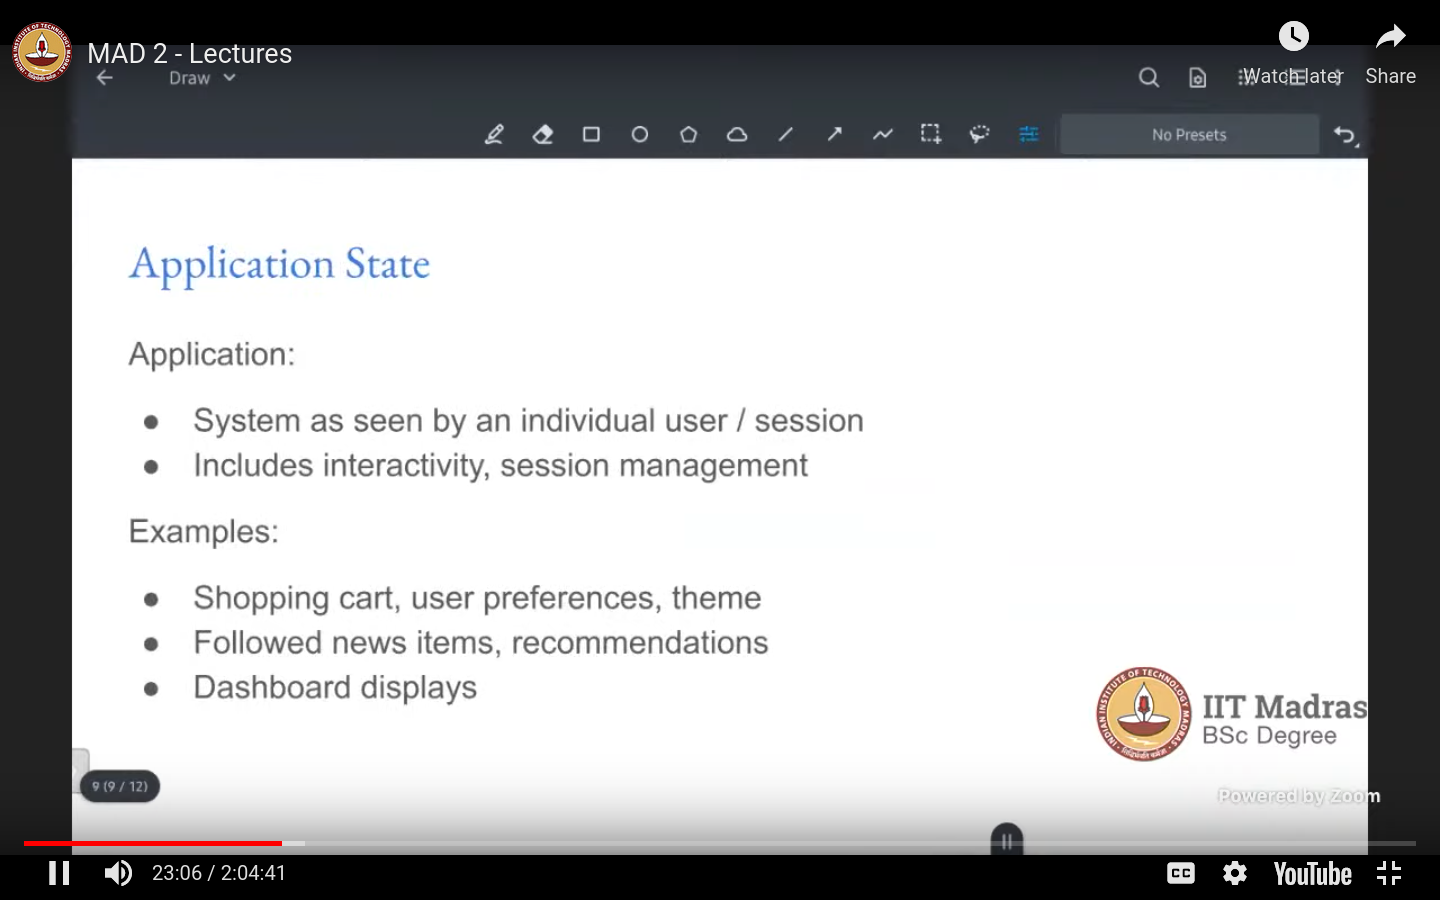 MAD 2 - Lectures
Watch later
Share
Draw
No Presets
Application State
Application:
● System as seen by an individual user / session
● Includes interactivity, session management
Examples:
● Shopping cart, user preferences, theme
● Followed news items, recommendations
● Dashboard displays
IIT Madras
BSc Degree
9 (9 / 12)
Powered by Zoom
23:06 / 2:04:41
CC
YouTube